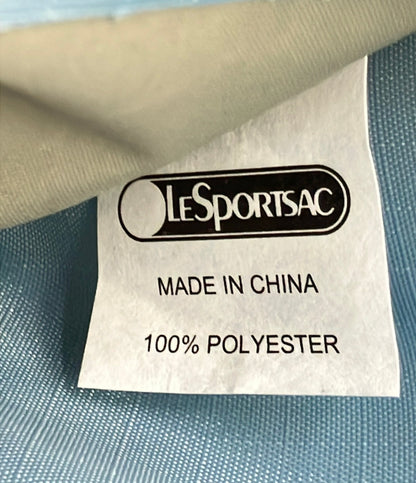 LESPORTSAC
MADE IN CHINA
100% POLYESTER